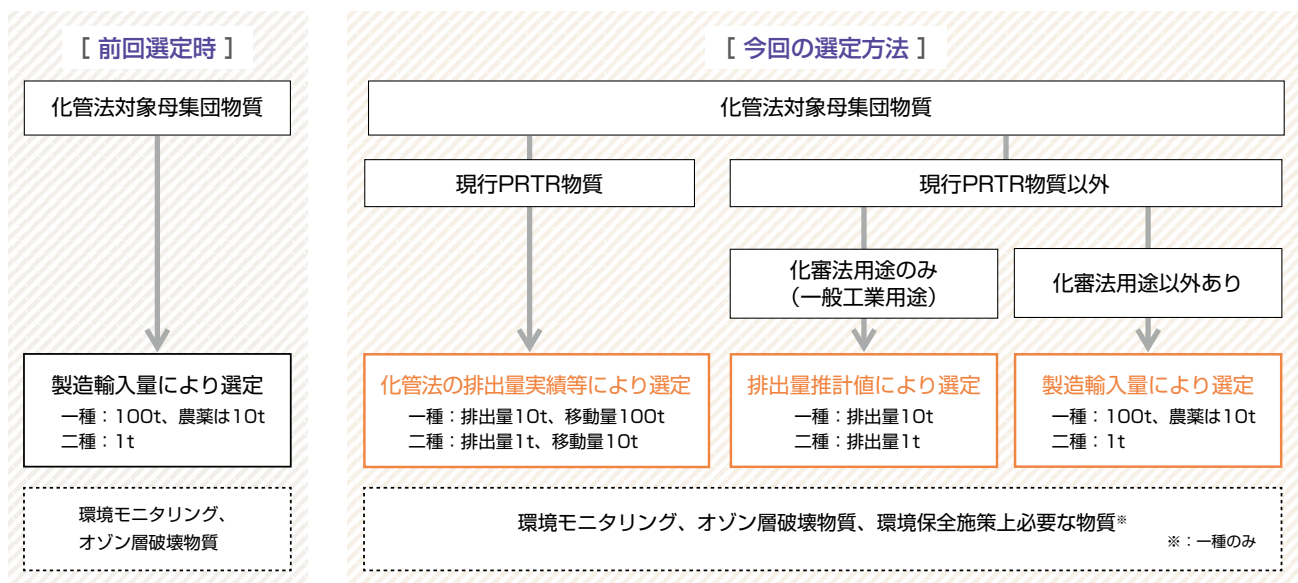 [ 前回選定時 ]
化管法対象母集団物質
製造輸入量により選定
一種：100t、農薬は10t
二種：1t
環境モニタリング、
オゾン層破壊物質
[ 今回の選定方法 ]
化管法対象母集団物質
現行PRTR物質
現行PRTR物質以外
化審法用途のみ
（一般工業用途）
化審法用途以外あり
化管法の排出量実績等により選定
一種：排出量10t、移動量100t
二種：排出量1t、移動量10t
排出量推計値により選定
一種：排出量10t
二種：排出量1t
製造輸入量により選定
一種：100t、農薬は10t
二種：1t
環境モニタリング、オゾン層破壊物質、環境保全施策上必要な物質※
※：一種のみ